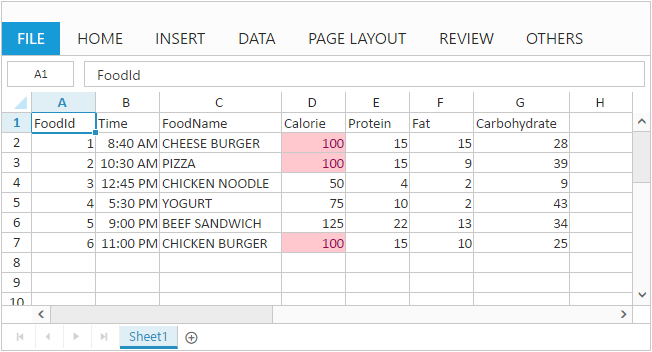 FILE HOME INSERT DATA PAGE LAYOUT REVIEW OTHERS
A1 FoodId
A B C D E F G H
1 FoodId Time FoodName Calorie Protein Fat Carbohydrate
2 1 8:40 AM CHEESE BURGER 100 15 15 28
3 2 10:30 AM PIZZA 100 15 9 39
4 3 12:45 PM CHICKEN NOODLE 50 4 2 9
5 4 5:30 PM YOGURT 75 10 2 43
6 5 9:00 PM BEEF SANDWICH 125 22 13 34
7 6 11:00 PM CHICKEN BURGER 100 15 10 25
8
9
10
Sheet1